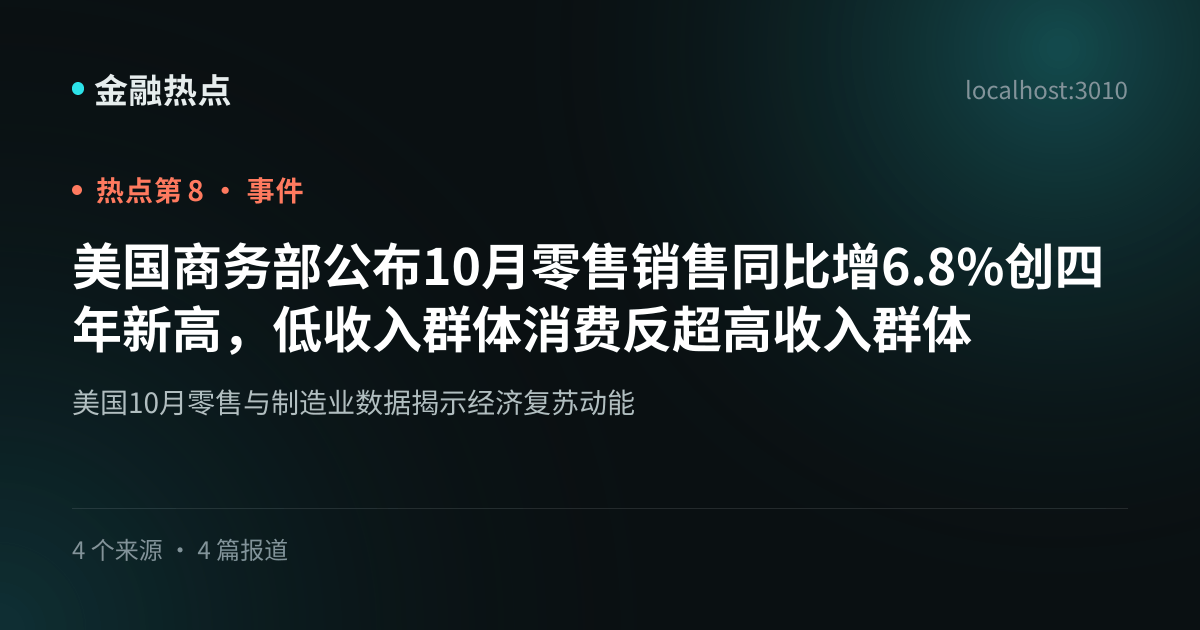 金融热点
localhost:3010
热点第 8 · 事件
美国商务部公布10月零售销售同比增6.8%创四
年新高，低收入群体消费反超高收入群体
美国10月零售与制造业数据揭示经济复苏动能
4 个来源 · 4 篇报道